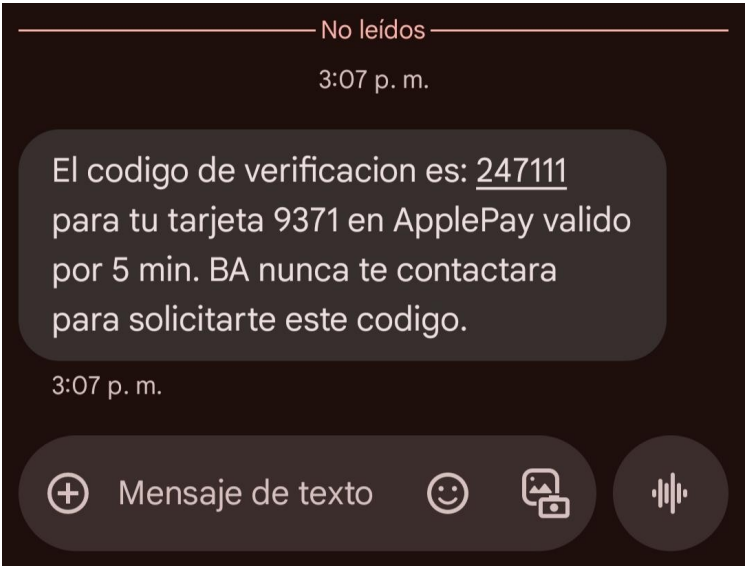 No leídos
3:07 p. m.
El codigo de verificacion es: 247111
para tu tarjeta 9371 en ApplePay valido
por 5 min. BA nunca te contactara
para solicitarte este codigo.
3:07 p. m.
Mensaje de texto